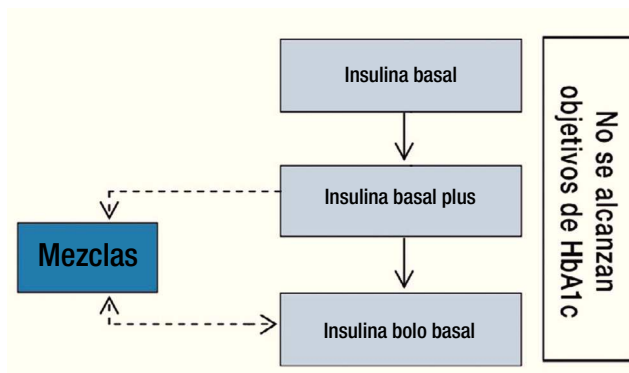 Insulina basal
Insulina basal plus
Mezclas
Insulina bolo basal
No se alcanzan
objetivos de HbA1c